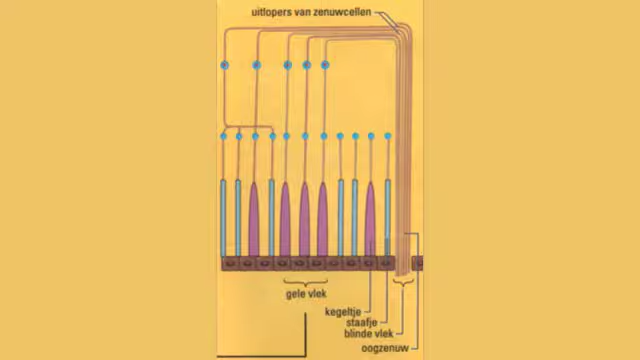 uitlopers van zenuwcellen
gele vlek
kegeltje
staafje
blinde vlek
oogzenuw